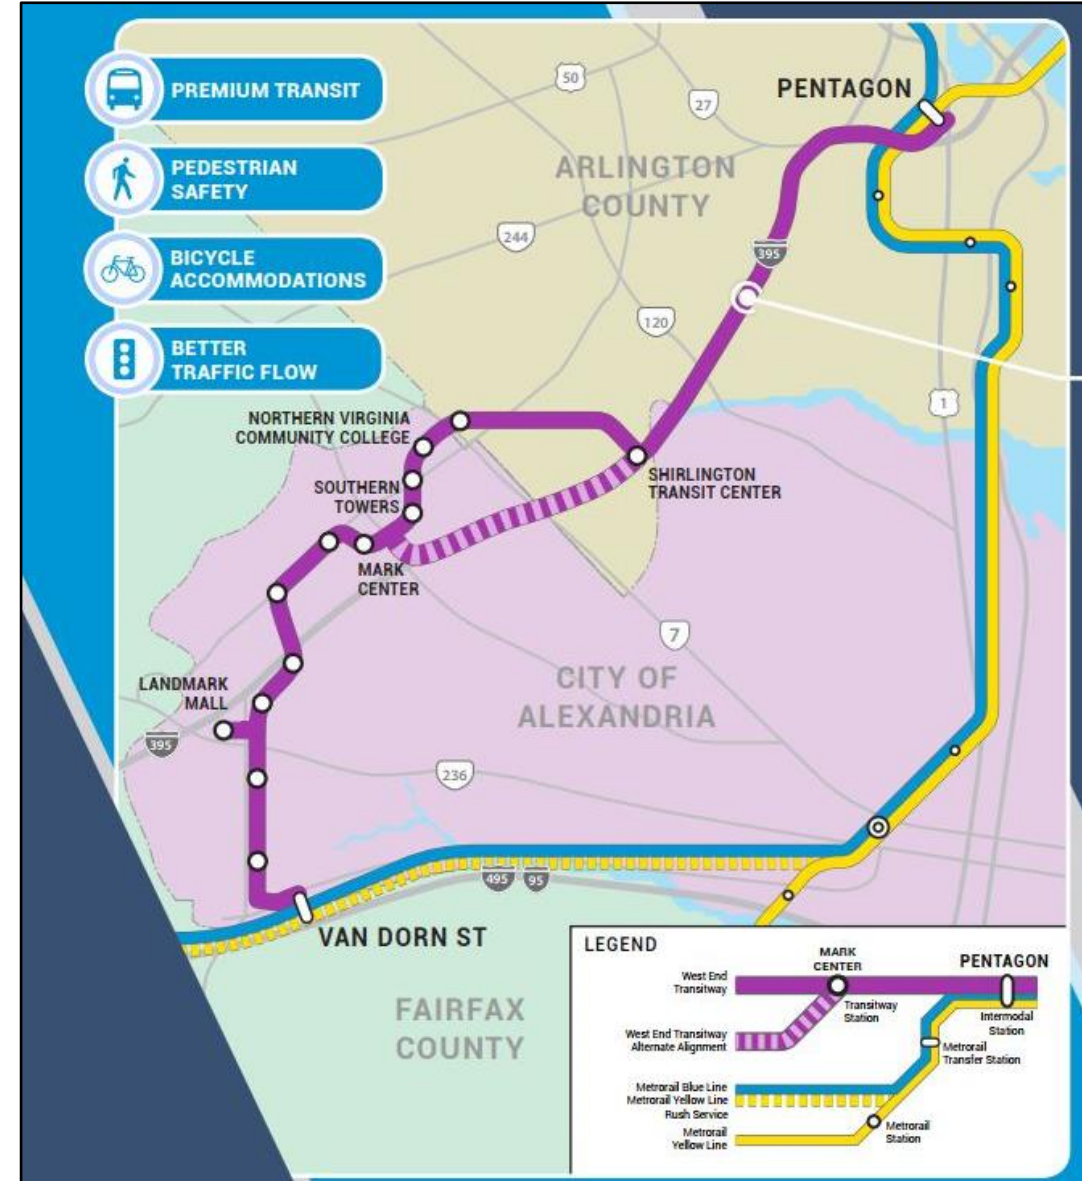 PREMIUM TRANSIT
PEDESTRIAN
SAFETY
BICYCLE
ACCOMMODATIONS
BETTER
TRAFFIC FLOW
PENTAGON
50
27
ARLINGTON
COUNTY
244
395
120
1
NORTHERN VIRGINIA
COMMUNITY COLLEGE
SHIRLINGTON
TRANSIT CENTER
SOUTHERN
TOWERS
MARK
CENTER
7
LANDMARK
MALL
CITY OF
ALEXANDRIA
395
236
495
95
VAN DORN ST
FAIRFAX
COUNTY
LEGEND
MARK
CENTER
PENTAGON
West End
Transitway
Transitway
Station
Intermodal
Station
West End Transitway
Alternate Alignment
Metrorail
Transfer Station
Metrorail Blue Line
Metrorail Yellow Line
Rush Service
Metrorail
Yellow Line
Metrorail
Station